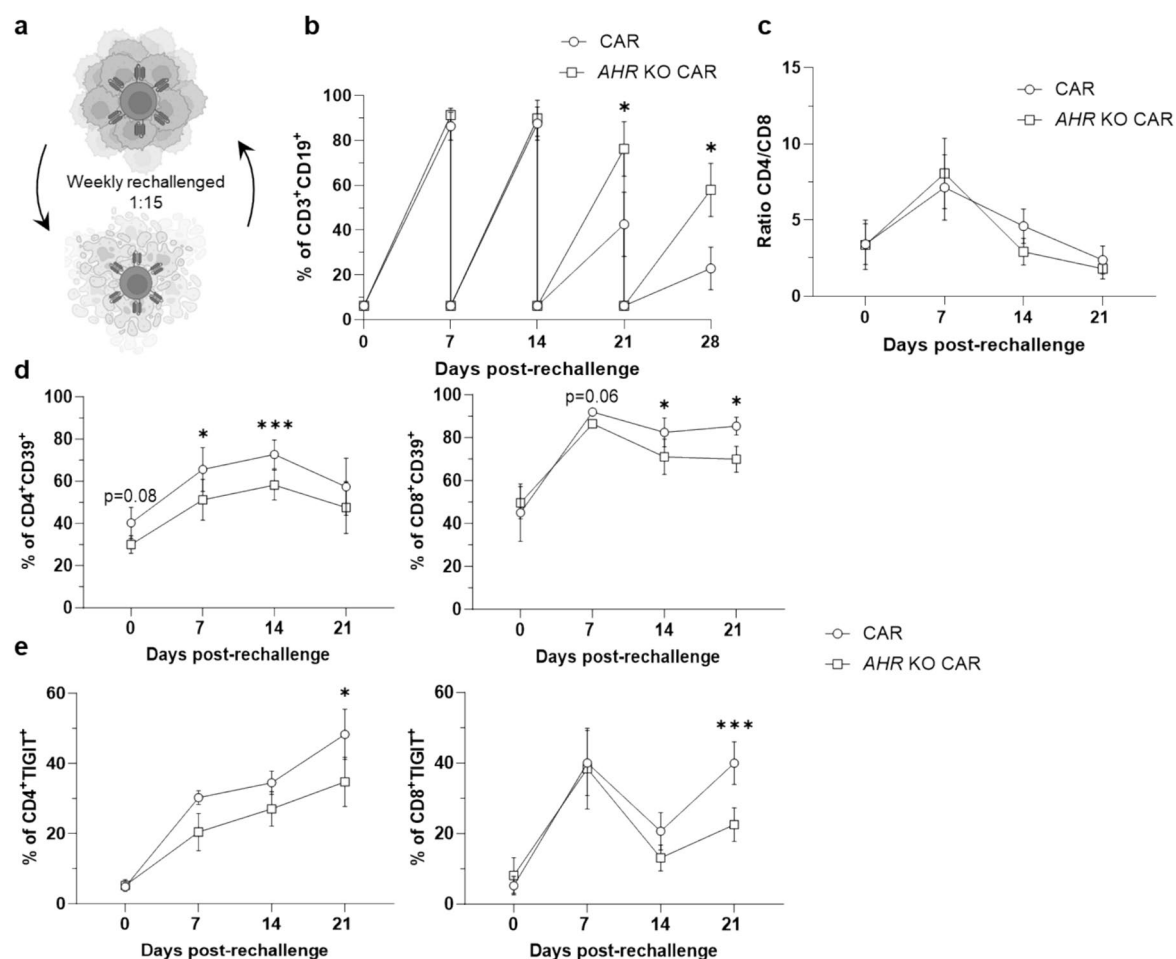 a
Weekly rechallenged
1:15
b
CAR
AHR KO CAR
% of CD3⁺CD19⁺
100
80
60
40
20
0
*
*
0 7 14 21 28
Days post-rechallenge
c
CAR
AHR KO CAR
Ratio CD4/CD8
15
10
5
0
0 7 14 21
Days post-rechallenge
d
% of CD4⁺CD39⁺
100
80
60
40
20
0
p=0.08
*
***
0 7 14 21
Days post-rechallenge
% of CD8⁺CD39⁺
100
80
60
40
20
0
p=0.06
*
*
0 7 14 21
Days post-rechallenge
e
CAR
AHR KO CAR
% of CD4⁺TIGIT⁺
60
40
20
0
*
0 7 14 21
Days post-rechallenge
% of CD8⁺TIGIT⁺
60
40
20
0
***
0 7 14 21
Days post-rechallenge